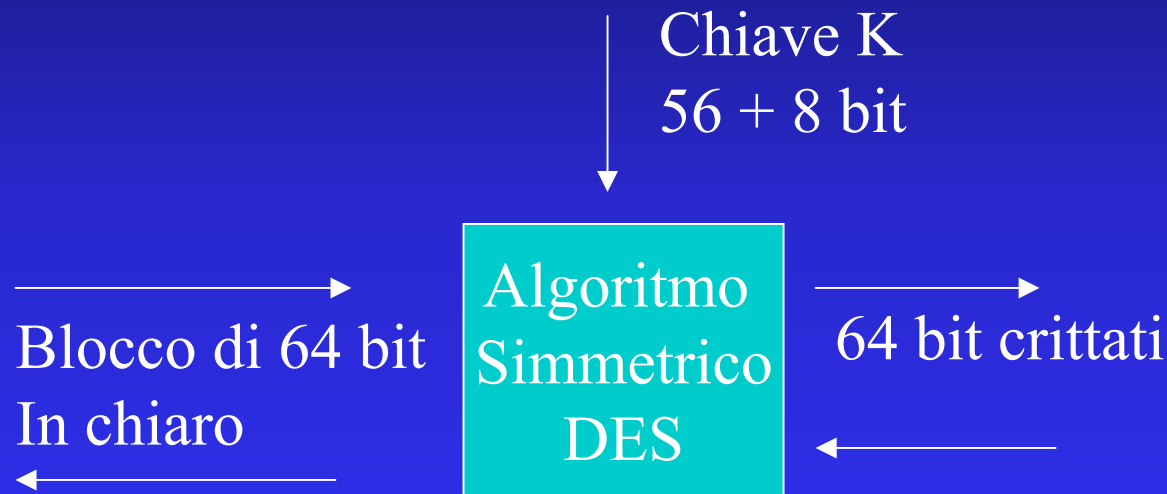 Chiave K
56 + 8 bit
Blocco di 64 bit
In chiaro
Algoritmo
Simmetrico
DES
64 bit crittati